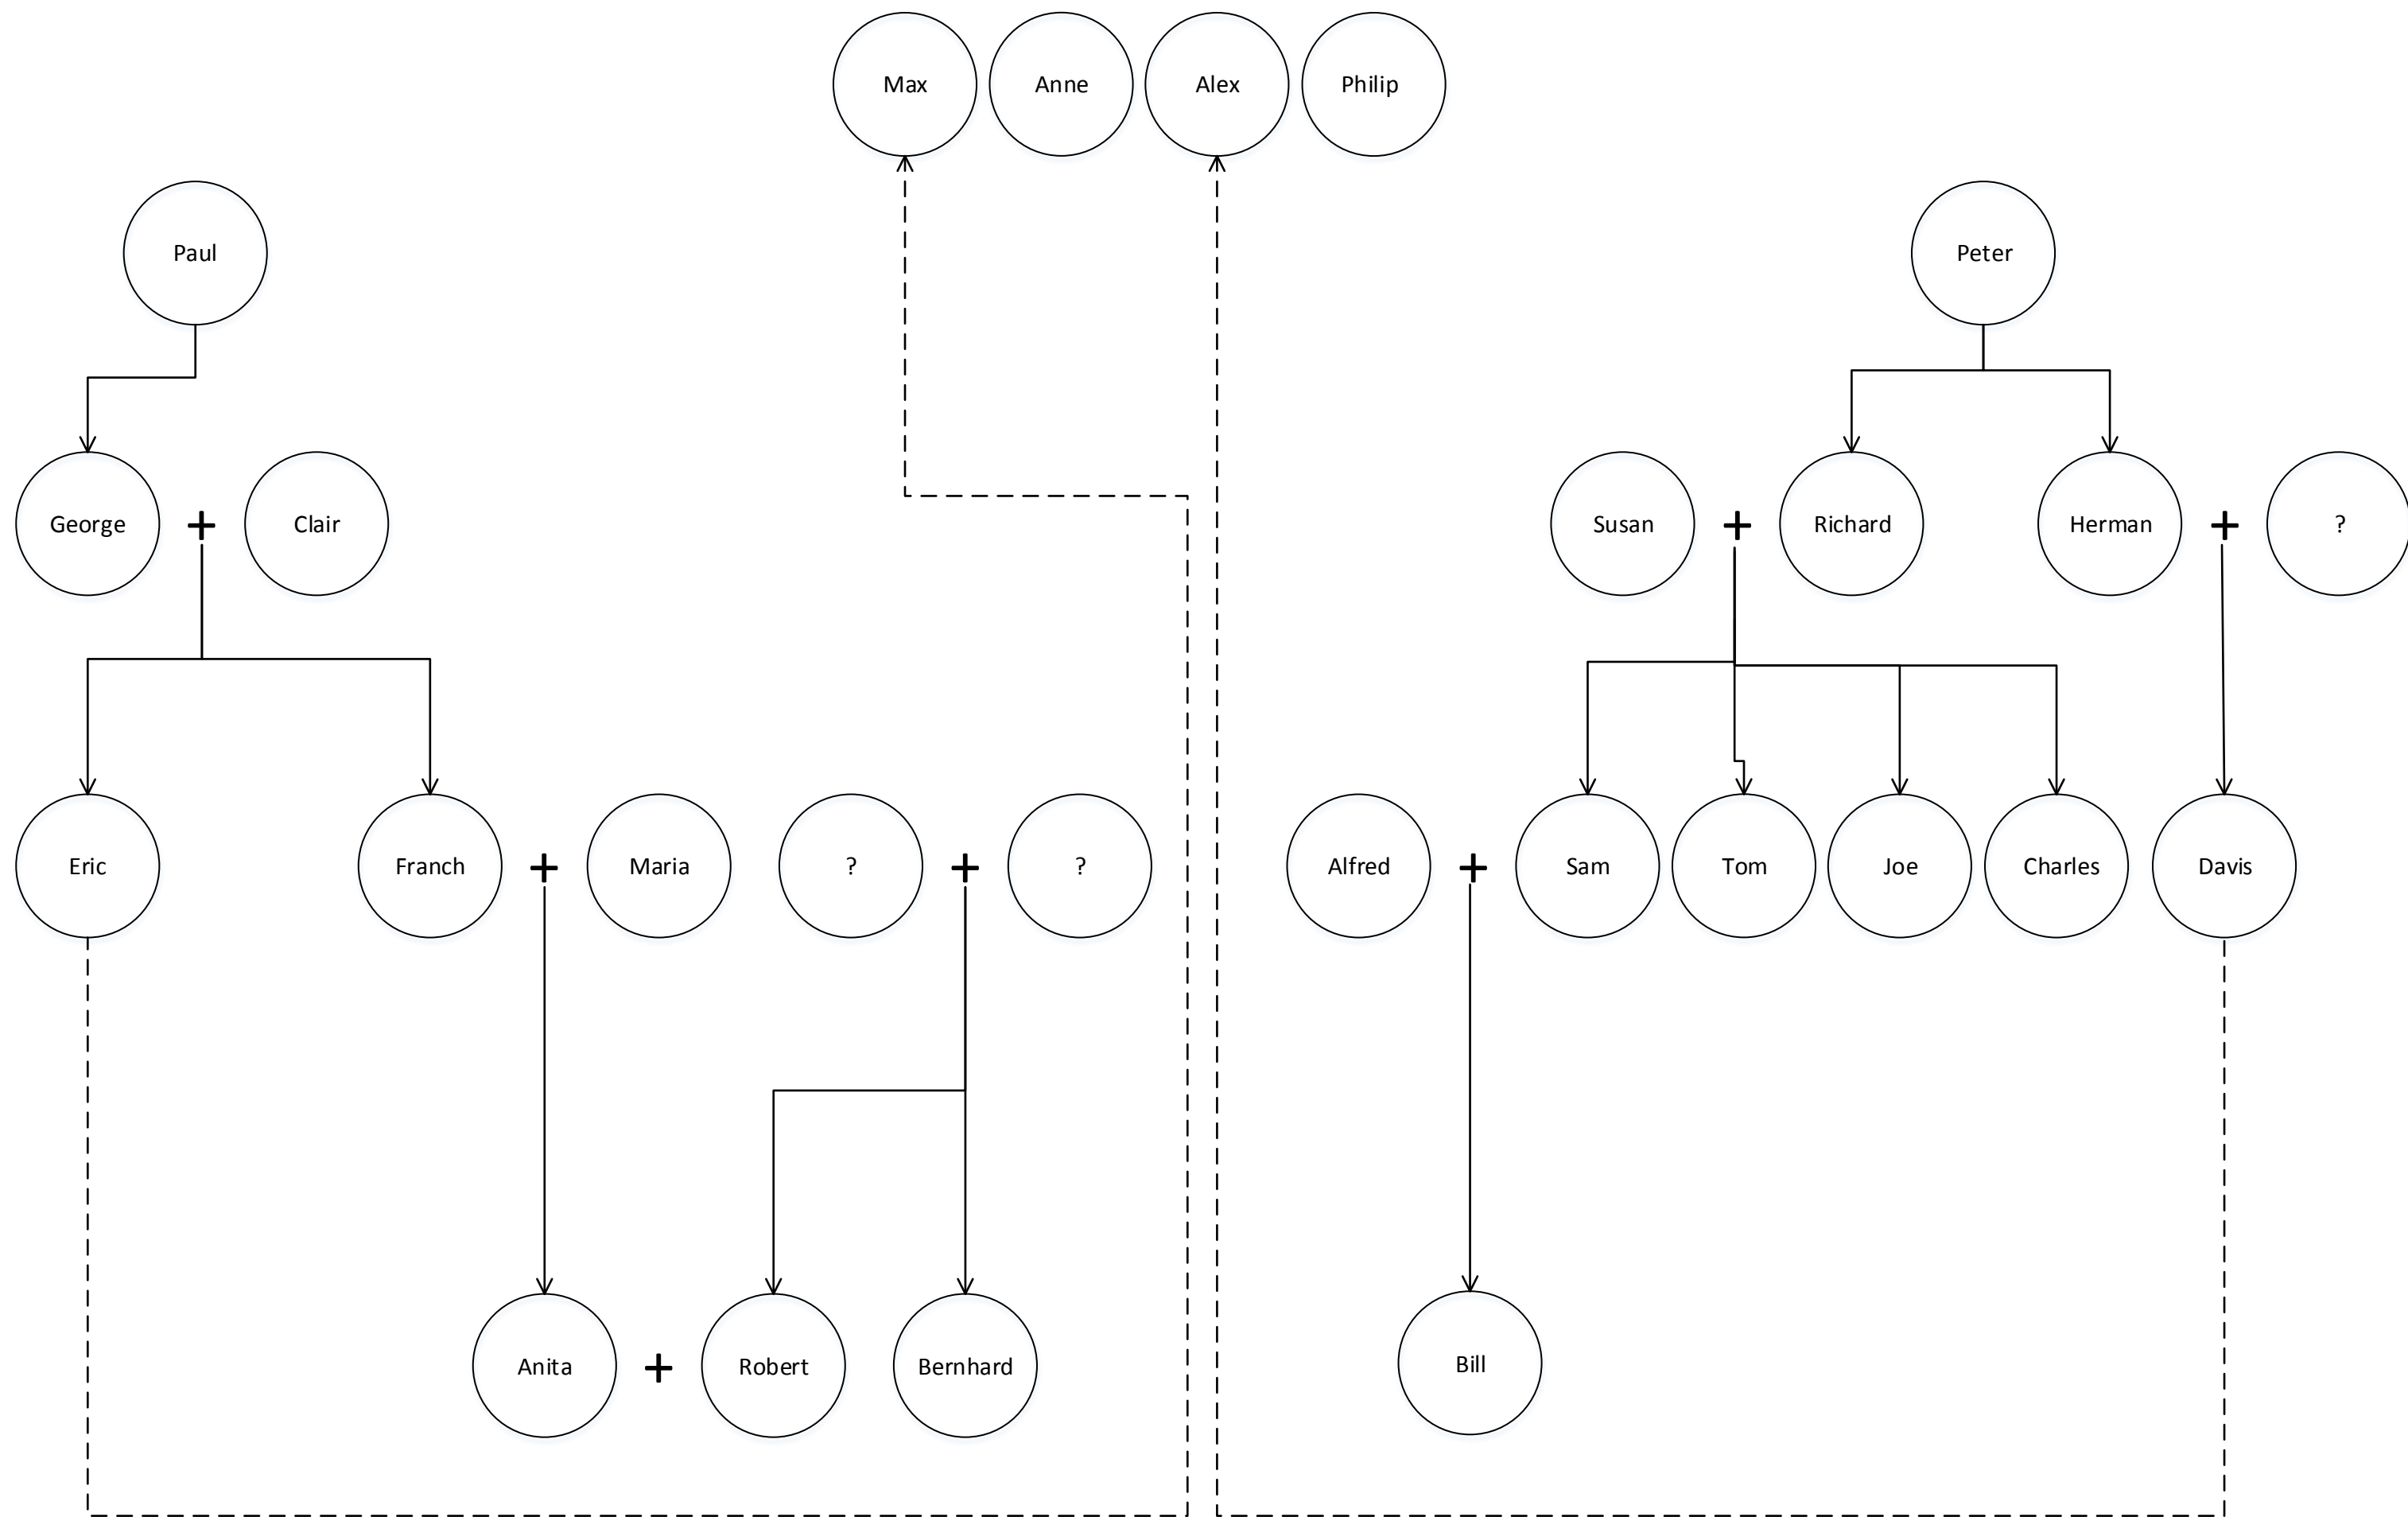 Max
Anne
Alex
Philip
Paul
Peter
George
+
Clair
Susan
+
Richard
Herman
+
?
Eric
Franch
+
Maria
?
+
?
Alfred
+
Sam
Tom
Joe
Charles
Davis
Anita
+
Robert
Bernhard
Bill